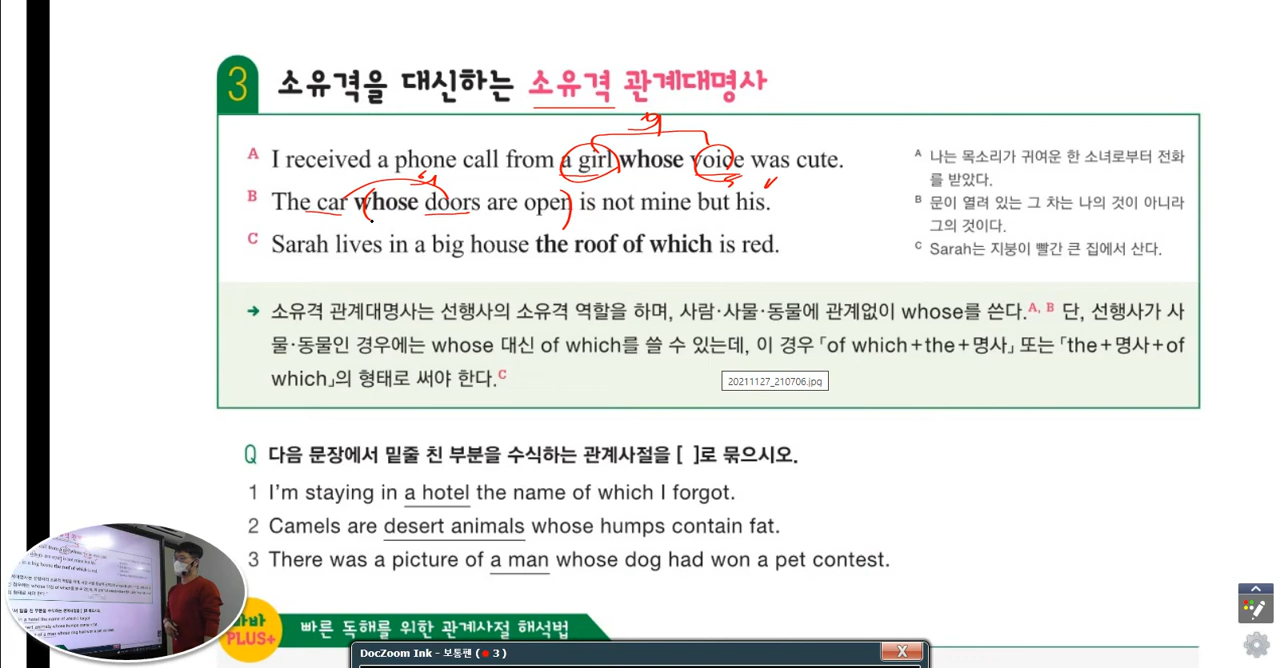 3 소유격을 대신하는 소유격 관계대명사
A I received a phone call from a girl whose voice was cute.
B The car whose doors are open is not mine but his.
C Sarah lives in a big house the roof of which is red.
A 나는 목소리가 귀여운 한 소녀로부터 전화
를 받았다.
B 문이 열려 있는 그 차는 나의 것이 아니라
그의 것이다.
C Sarah는 지붕이 빨간 큰 집에서 산다.
→ 소유격 관계대명사는 선행사의 소유격 역할을 하며, 사람·사물·동물에 관계없이 whose를 쓴다.A, B 단, 선행사가 사
물·동물인 경우에는 whose 대신 of which를 쓸 수 있는데, 이 경우 「of which+the+명사」 또는 「the+명사+of
which」의 형태로 써야 한다.C
20211127_210706.jpq
Q 다음 문장에서 밑줄 친 부분을 수식하는 관계사절을 [ ]로 묶으시오.
1 I'm staying in a hotel the name of which I forgot.
2 Camels are desert animals whose humps contain fat.
3 There was a picture of a man whose dog had won a pet contest.
PLUS+
빠른 독해를 위한 관계사절 해석법
DocZoom Ink - 보통펜 ( 3 )
X